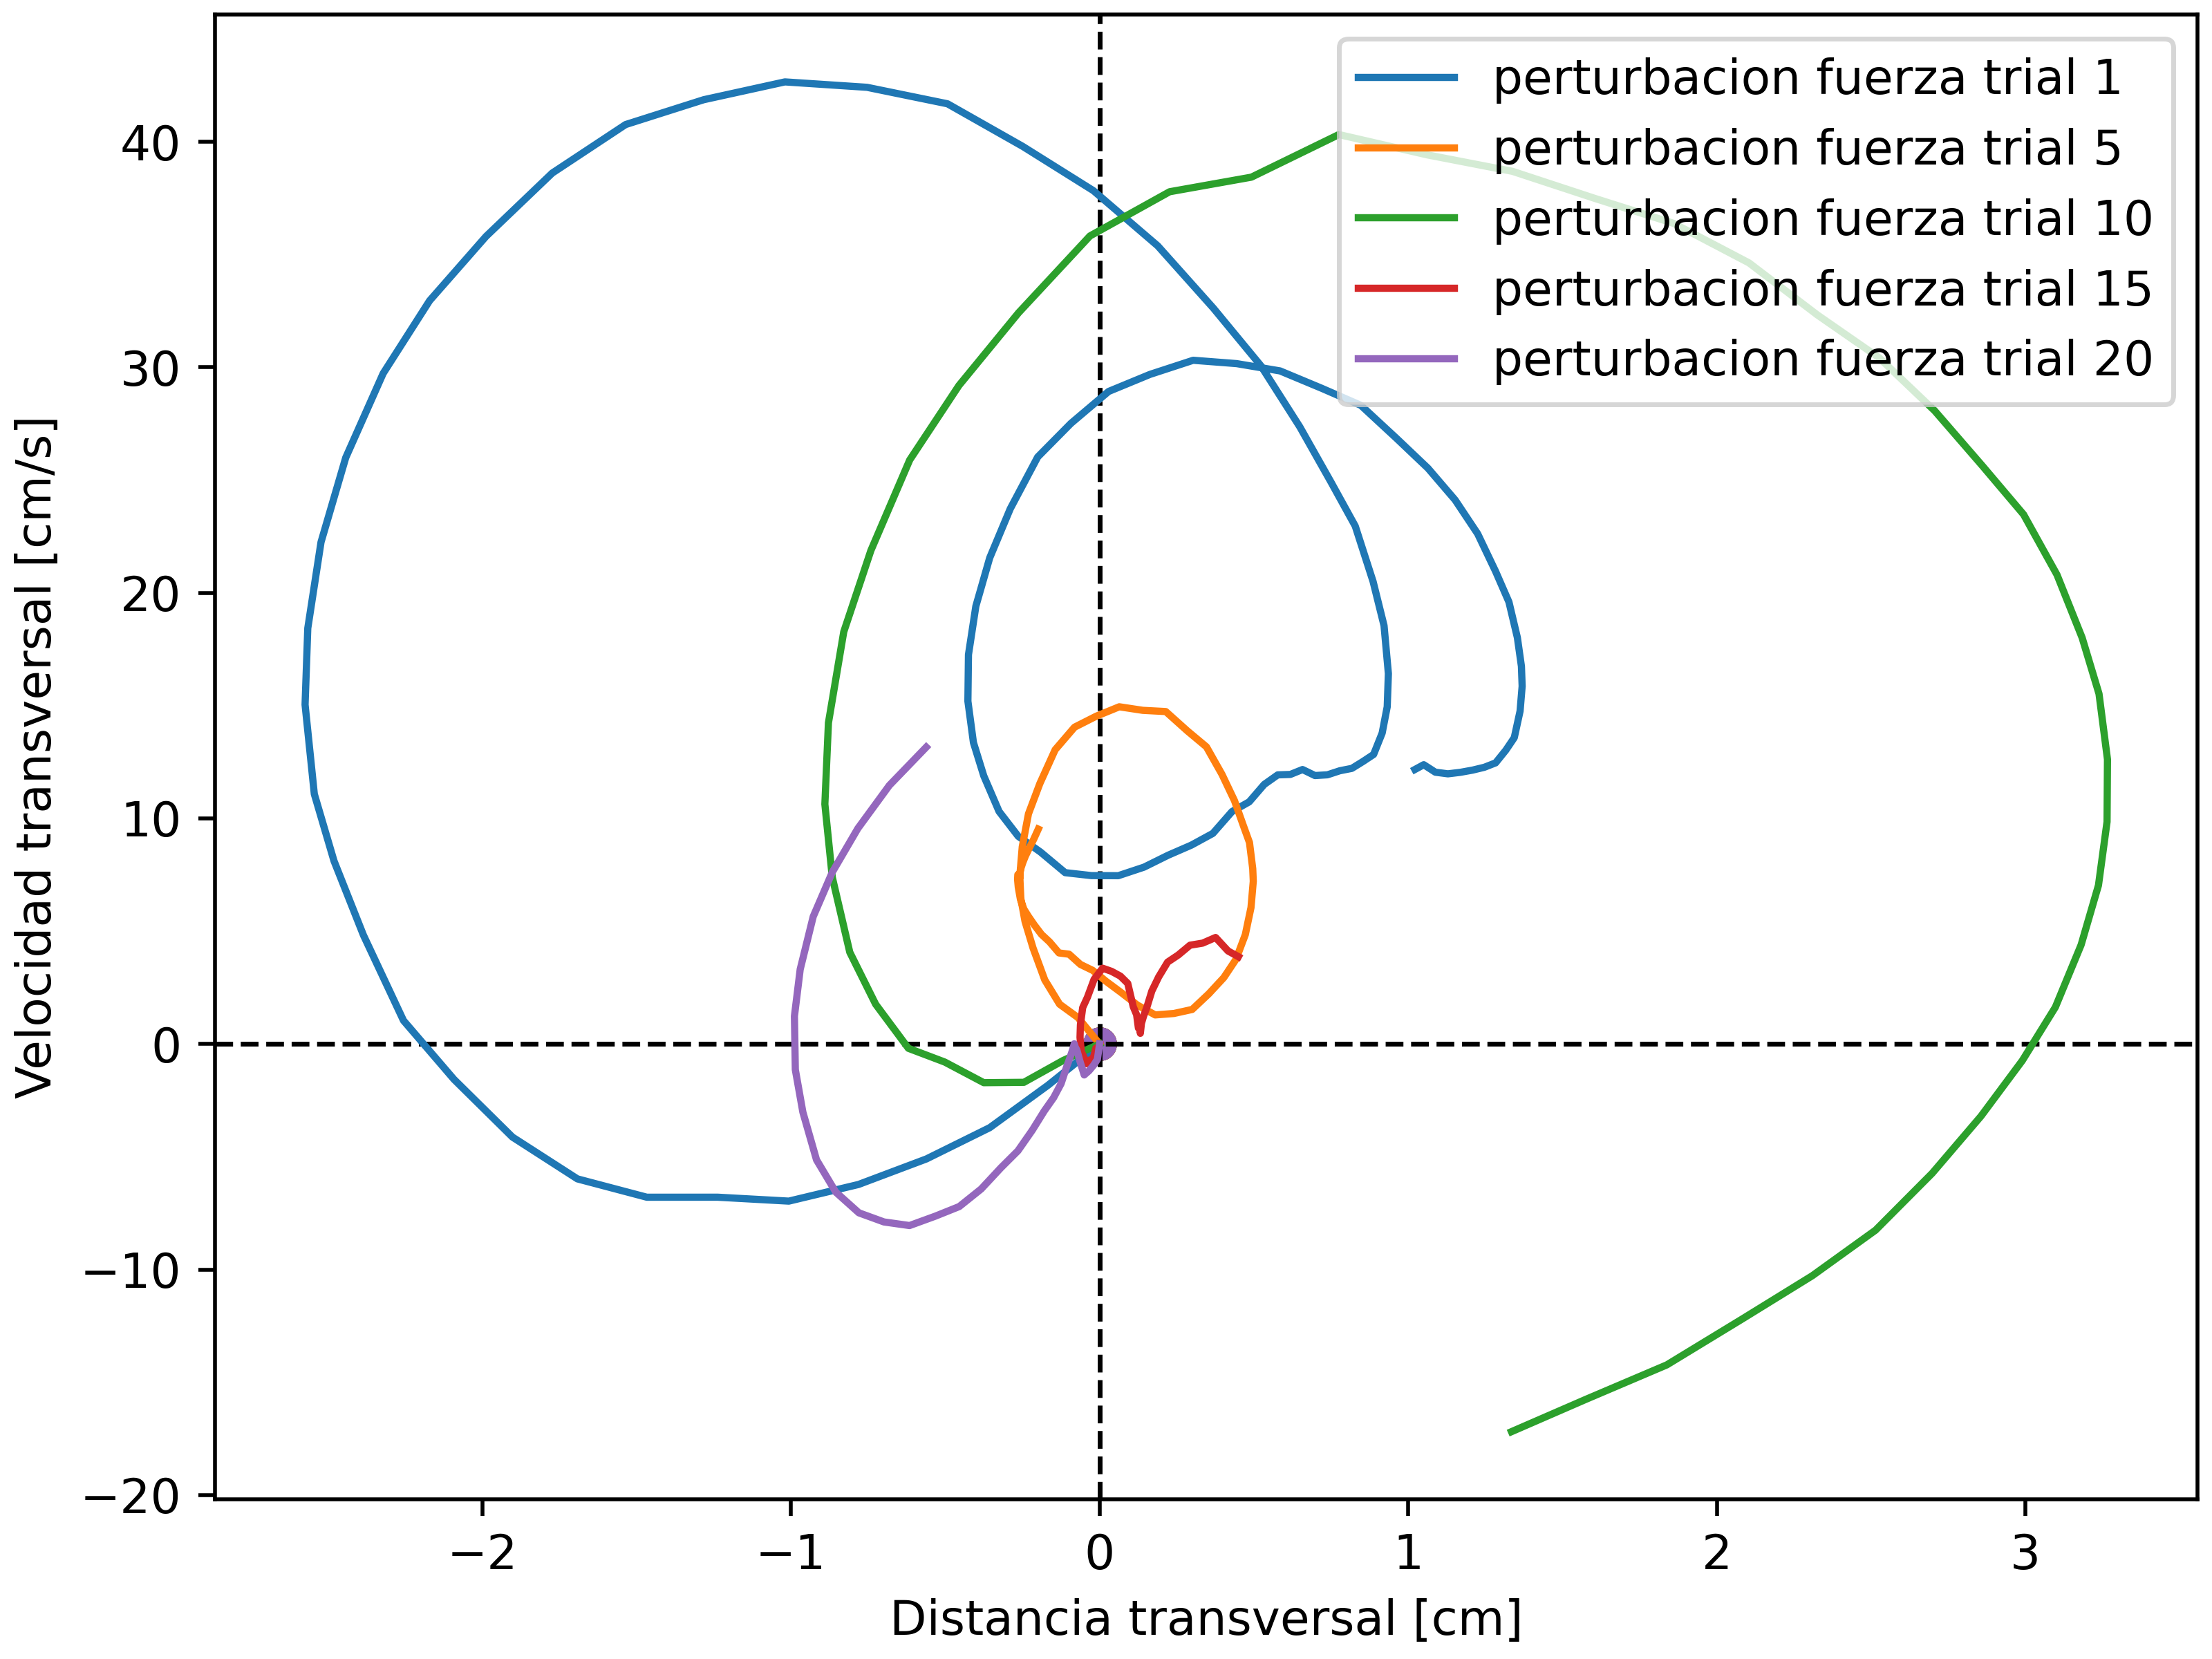 perturbacion fuerza trial 1
perturbacion fuerza trial 5
perturbacion fuerza trial 10
perturbacion fuerza trial 15
perturbacion fuerza trial 20
Velocidad transversal [cm/s]
40
30
20
10
0
−10
−20
−2 −1 0 1 2 3
Distancia transversal [cm]